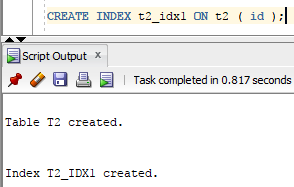 CREATE INDEX t2_idx1 ON t2 ( id );
Script Output ×
Task completed in 0.817 seconds
Table T2 created.
Index T2_IDX1 created.